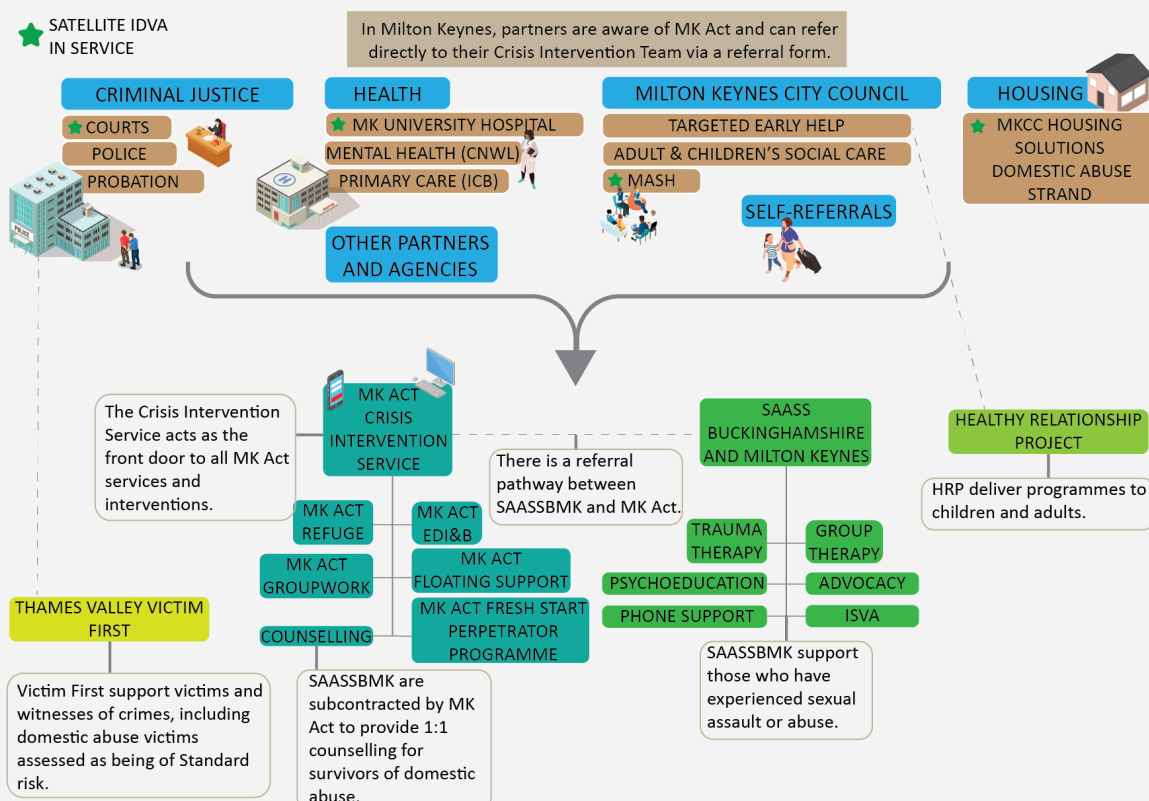 SATELLITE IDVA
IN SERVICE
In Milton Keynes, partners are aware of MK Act and can refer
directly to their Crisis Intervention Team via a referral form.
CRIMINAL JUSTICE
COURTS
POLICE
PROBATION
POLICE
HEALTH
MK UNIVERSITY HOSPITAL
MENTAL HEALTH (CNWL)
PRIMARY CARE (ICB)
H
OTHER PARTNERS
AND AGENCIES
MILTON KEYNES CITY COUNCIL
TARGETED EARLY HELP
ADULT & CHILDREN'S SOCIAL CARE
MASH
SELF-REFERRALS
HOUSING
MKCC HOUSING
SOLUTIONS
DOMESTIC ABUSE
STRAND
The Crisis Intervention
Service acts as the
front door to all MK Act
services and
interventions.
MK ACT
CRISIS
INTERVENTION
SERVICE
There is a referral
pathway between
SAASSBMK and MK Act.
SAASS
BUCKINGHAMSHIRE
AND MILTON KEYNES
HEALTHY RELATIONSHIP
PROJECT
HRP deliver programmes to
children and adults.
MK ACT
REFUGE
MK ACT
EDI&B
MK ACT
GROUPWORK
MK ACT
FLOATING SUPPORT
COUNSELLING
MK ACT FRESH START
PERPETRATOR
PROGRAMME
SAASSBMK are
subcontracted by MK
Act to provide 1:1
counselling for
survivors of domestic
abuse.
TRAUMA
THERAPY
GROUP
THERAPY
PSYCHOEDUCATION
ADVOCACY
PHONE SUPPORT
ISVA
SAASSBMK support
those who have
experienced sexual
assault or abuse.
THAMES VALLEY VICTIM
FIRST
Victim First support victims and
witnesses of crimes, including
domestic abuse victims
assessed as being of Standard
risk.